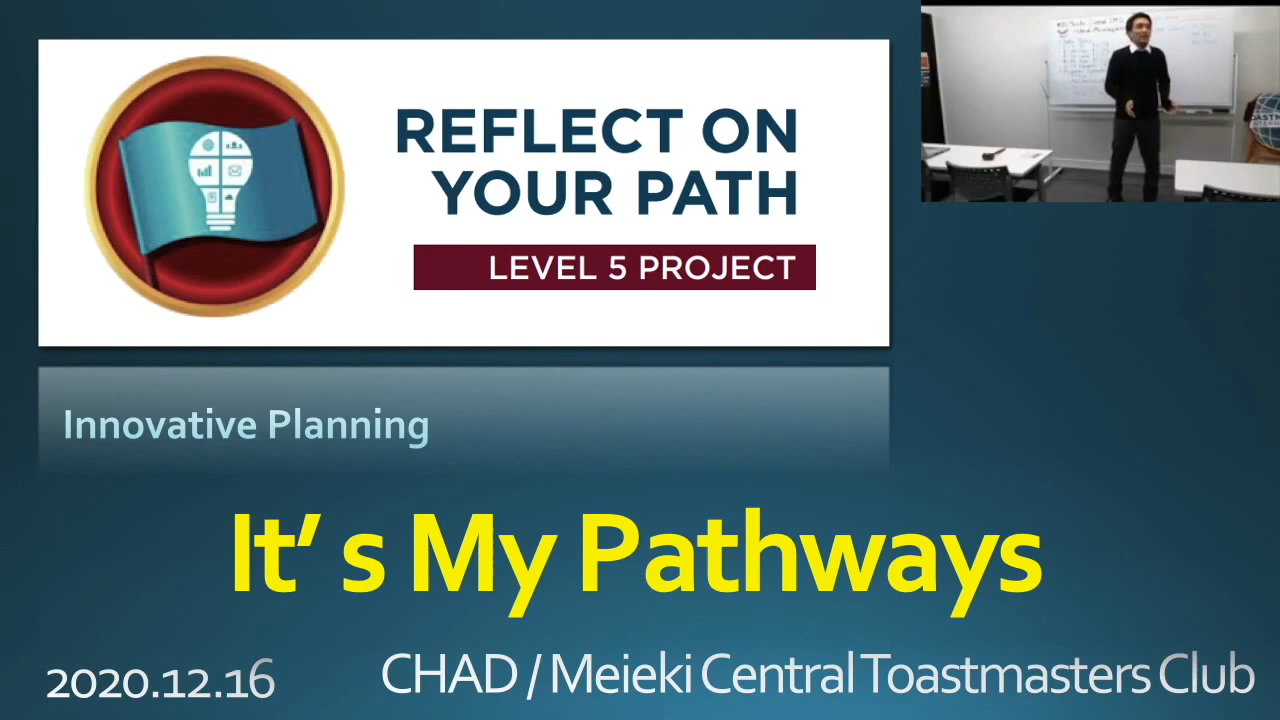 REFLECT ON
YOUR PATH
LEVEL 5 PROJECT
Innovative Planning
It’ s My Pathways
2020.12.16
CHAD / Meieki Central Toastmasters Club